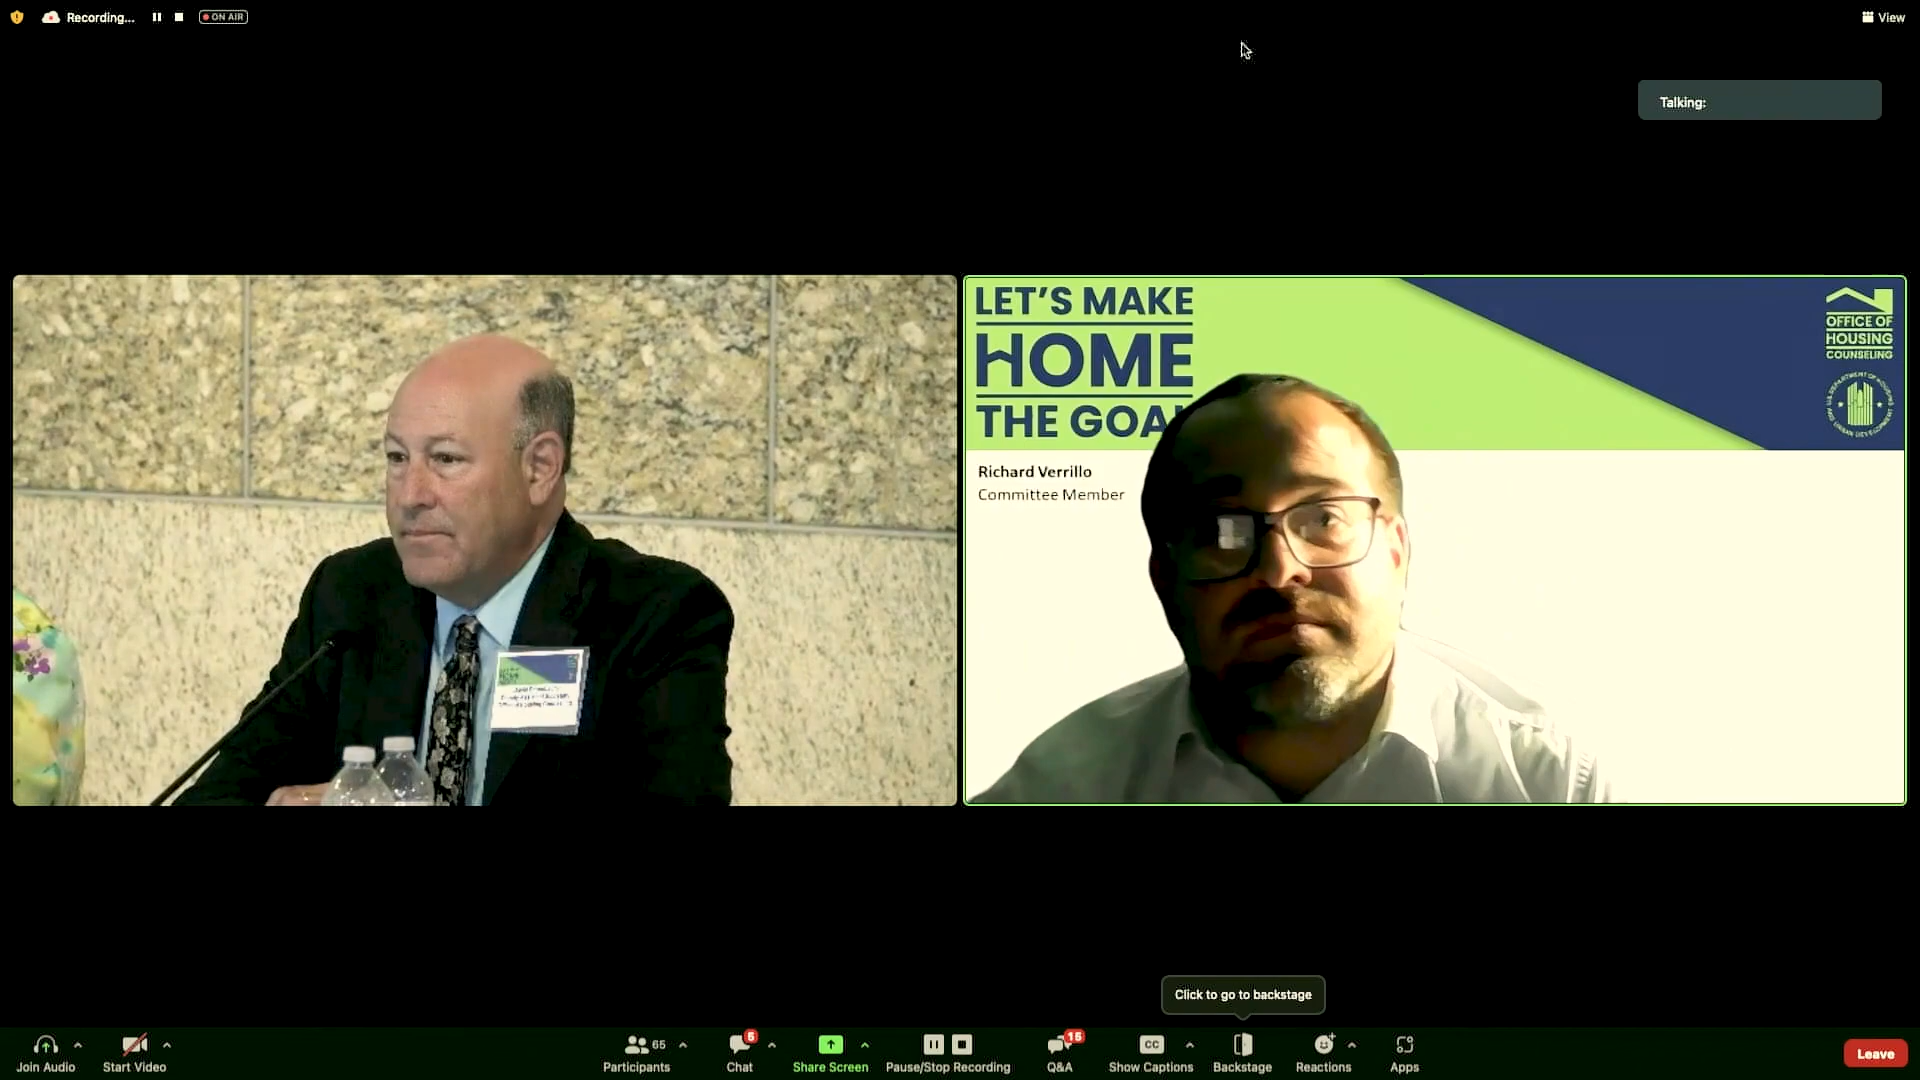 Recording...
ON AIR
View
Talking:
LET'S MAKE
HOME
THE GOA
OFFICE OF
HOUSING
COUNSELING
Richard Verrillo
Committee Member
HOME
Click to go to backstage
Join Audio
Start Video
65
Participants
5
Chat
Share Screen
Pause/Stop Recording
15
Q&A
CC
Show Captions
Backstage
Reactions
Apps
Leave